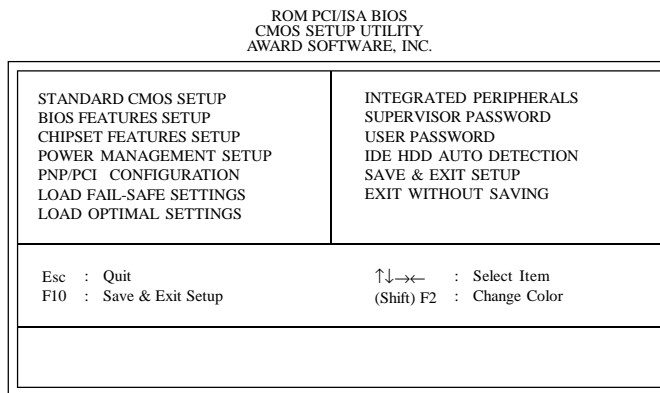 ROM PCI/ISA BIOS
CMOS SETUP UTILITY
AWARD SOFTWARE, INC.
STANDARD CMOS SETUP
BIOS FEATURES SETUP
CHIPSET FEATURES SETUP
POWER MANAGEMENT SETUP
PNP/PCI CONFIGURATION
LOAD FAIL-SAFE SETTINGS
LOAD OPTIMAL SETTINGS
INTEGRATED PERIPHERALS
SUPERVISOR PASSWORD
USER PASSWORD
IDE HDD AUTO DETECTION
SAVE & EXIT SETUP
EXIT WITHOUT SAVING
Esc : Quit
F10 : Save & Exit Setup
↑↓→← : Select Item
(Shift) F2 : Change Color